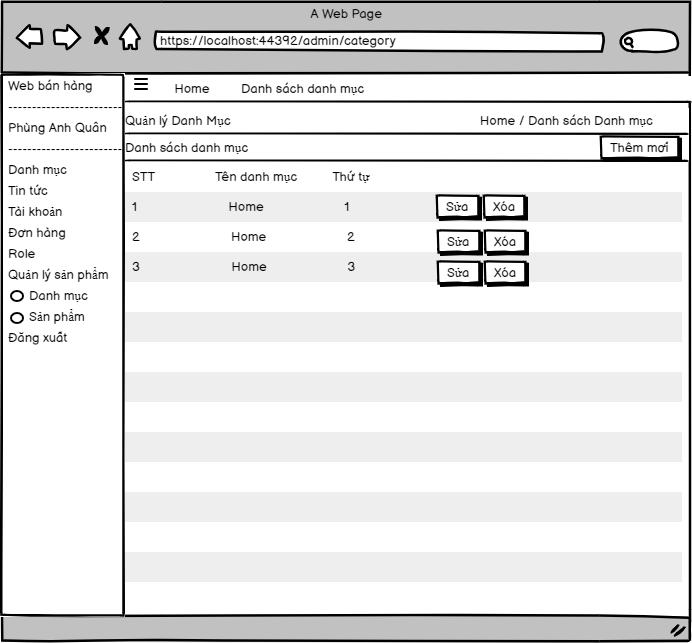 A Web Page
https://localhost:44392/admin/category
Web bán hàng
Phùng Anh Quân
Danh mục
Tin tức
Tài khoản
Đơn hàng
Role
Quản lý sản phẩm
Danh mục
Sản phẩm
Đăng xuất
Home Danh sách danh mục
Quản lý Danh Mục Home / Danh sách Danh mục
Danh sách danh mục Thêm mới
STT Tên danh mục Thứ tự
1 Home 1 Sửa Xóa
2 Home 2 Sửa Xóa
3 Home 3 Sửa Xóa